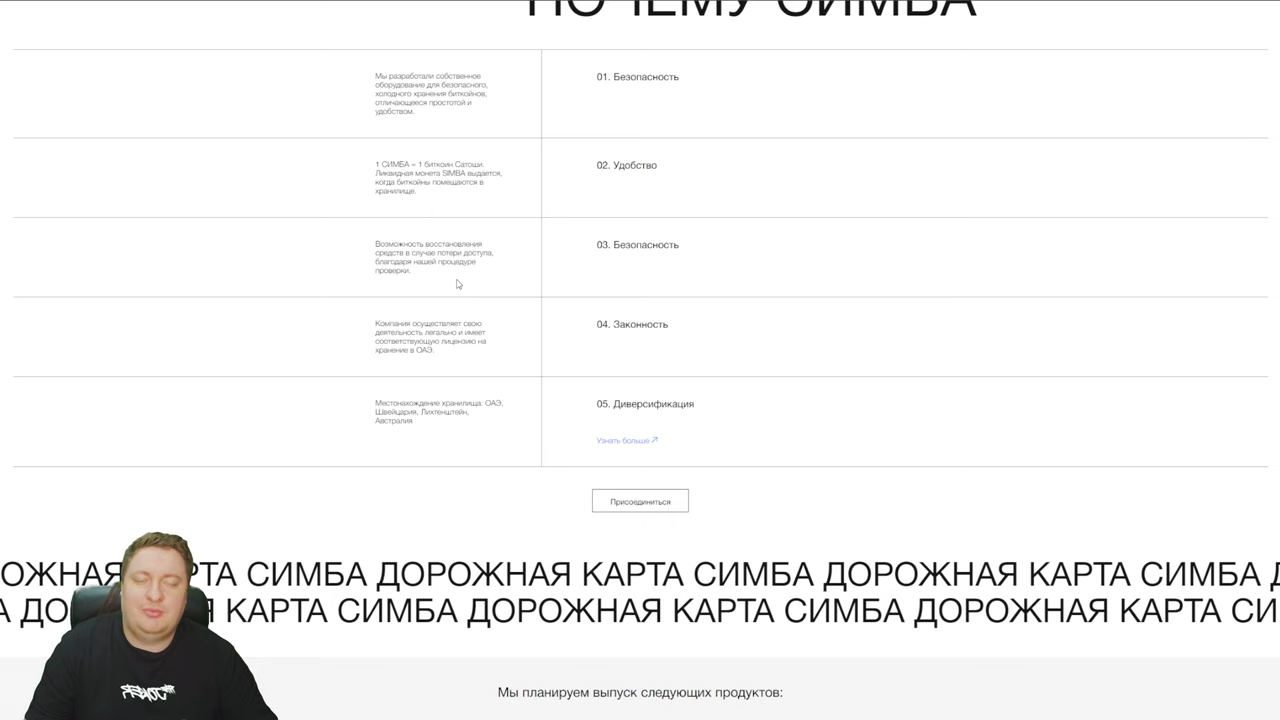 ПОЧЕМУ СИМБА
Мы разработали собственное
оборудование для безопасного,
холодного хранения биткойнов,
отличающееся простотой и
удобством.
01. Безопасность
1 СИМБА = 1 биткоин Сатоши.
Ликвидная монета SIMBA выдается,
когда биткойны помещаются в
хранилище.
02. Удобство
Возможность восстановления
средств в случае потери доступа,
благодаря нашей процедуре
проверки.
03. Безопасность
Компания осуществляет свою
деятельность легально и имеет
соответствующую лицензию на
хранение в ОАЭ.
04. Законность
Местонахождение хранилища: ОАЭ,
Швейцария, Лихтенштейн,
Австралия
05. Диверсификация
Узнать больше
Присоединиться
ОЖНАЯ КАРТА СИМБА ДОРОЖНАЯ КАРТА СИМБА ДОРОЖНАЯ КАРТА СИМБА Д
А ДО Я КАРТА СИМБА ДОРОЖНАЯ КАРТА СИМБА ДОРОЖНАЯ КАРТА СИ
Мы планируем выпуск следующих продуктов: